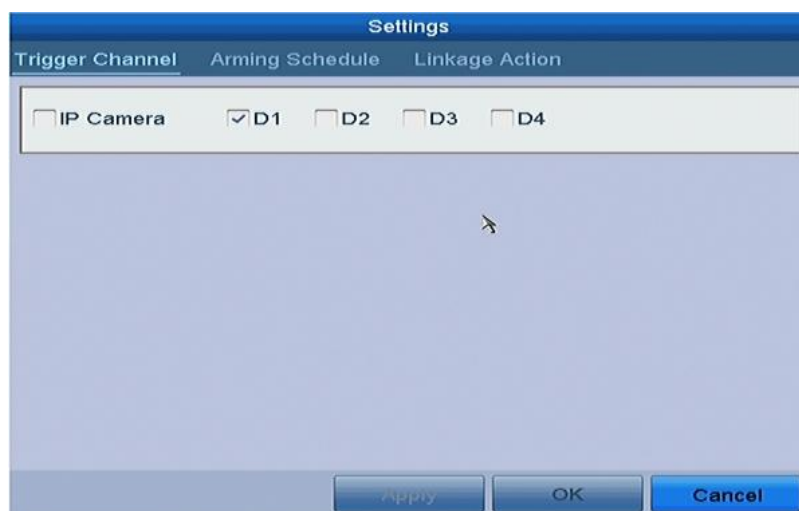 Settings
Trigger Channel Arming Schedule Linkage Action
IP Camera D1 D2 D3 D4
Apply OK Cancel